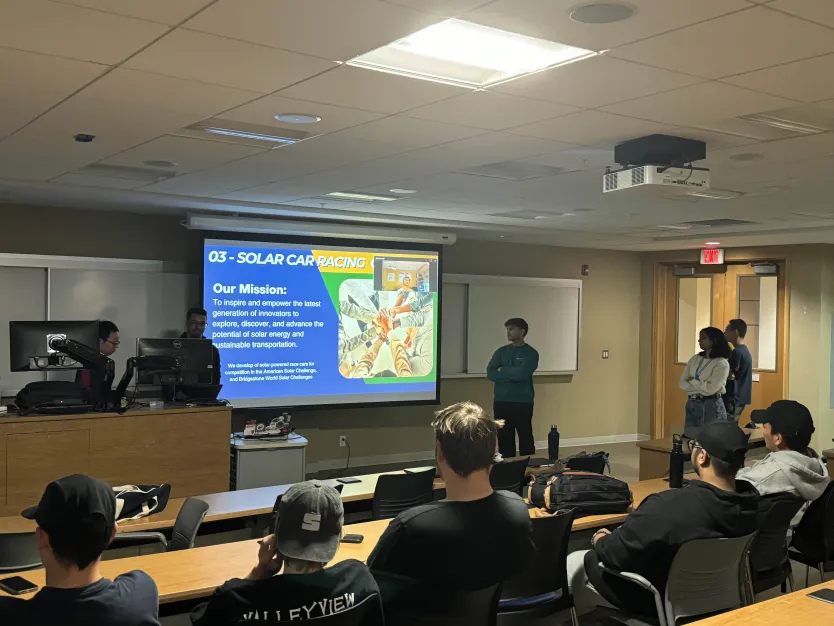 03 - SOLAR CAR RACING
Our Mission:
To inspire and empower the latest
generation of innovators to
explore, discover, and advance the
potential of solar energy and
sustainable transportation.
We develop of solar-powered race cars for
competition in the American Solar Challenge,
and Bridgestone World Solar Challenges
EXIT
DELL
S
VALLEYVIEW